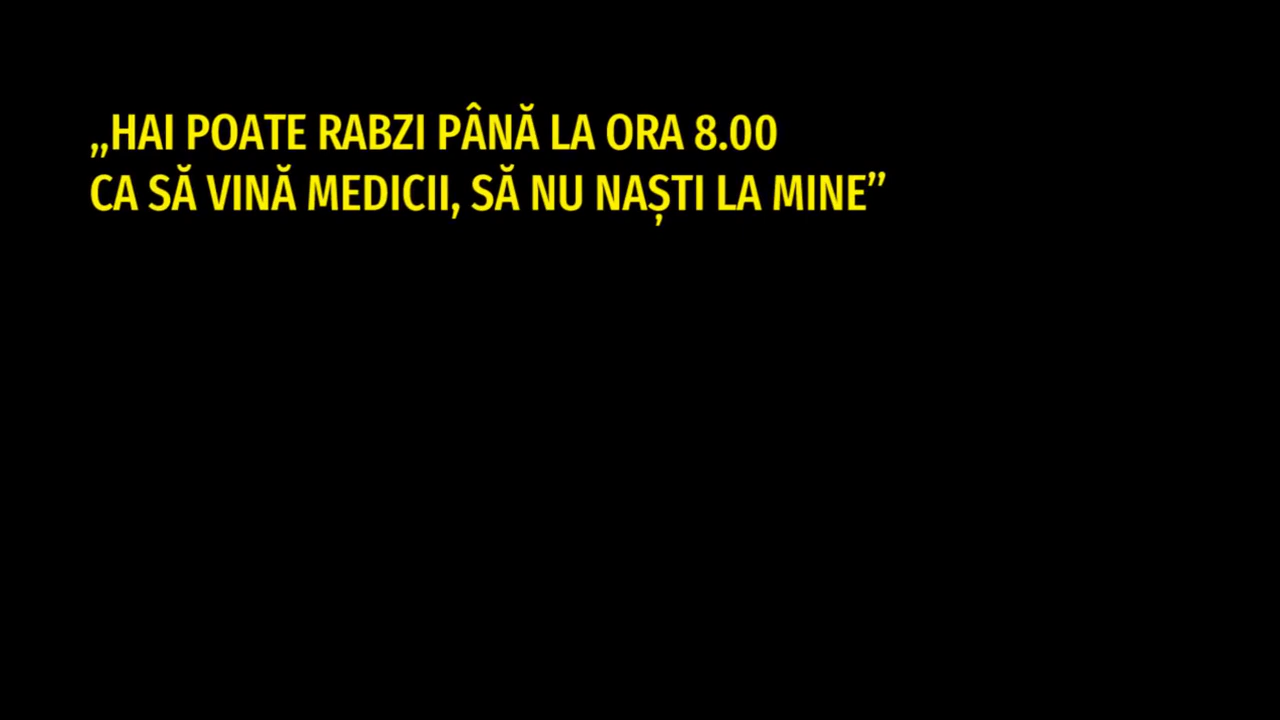 „HAI POATE RABZI PÂNĂ LA ORA 8.00
CA SĂ VINĂ MEDICII, SĂ NU NAȘTI LA MINE”